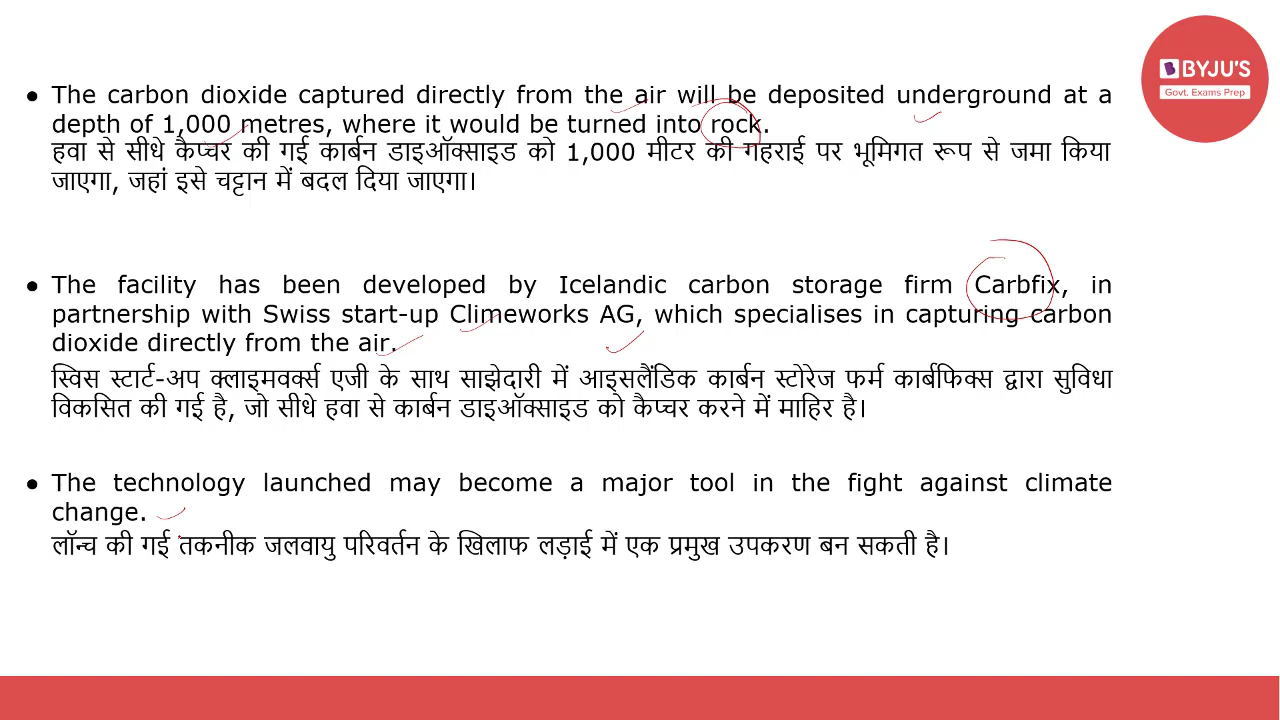 BYJU'S
Govt. Exams Prep
● The carbon dioxide captured directly from the air will be deposited underground at a
depth of 1,000 metres, where it would be turned into rock.
हवा से सीधे कैप्चर की गई कार्बन डाइऑक्साइड को 1,000 मीटर की गहराई पर भूमिगत रूप से जमा किया
जाएगा, जहां इसे चट्टान में बदल दिया जाएगा।
● The facility has been developed by Icelandic carbon storage firm Carbfix, in
partnership with Swiss start-up Climeworks AG, which specialises in capturing carbon
dioxide directly from the air.
स्विस स्टार्ट-अप क्लाइमवर्क्स एजी के साथ साझेदारी में आइसलैंडिक कार्बन स्टोरेज फर्म कार्बफिक्स द्वारा सुविधा
विकसित की गई है, जो सीधे हवा से कार्बन डाइऑक्साइड को कैप्चर करने में माहिर है।
● The technology launched may become a major tool in the fight against climate
change.
लॉन्च की गई तकनीक जलवायु परिवर्तन के खिलाफ लड़ाई में एक प्रमुख उपकरण बन सकती है।